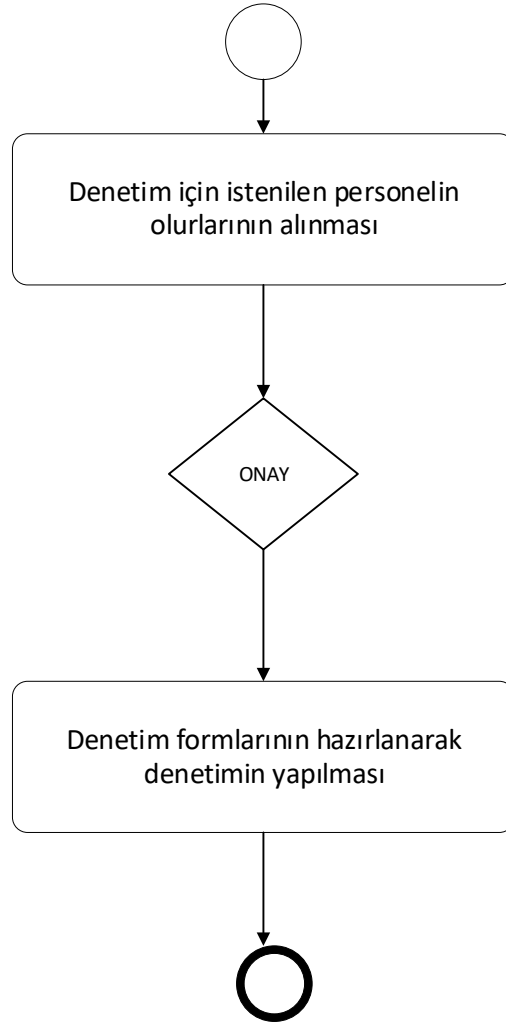 Denetim için istenilen personelin
olurlarının alınması
ONAY
Denetim formlarının hazırlanarak
denetimin yapılması